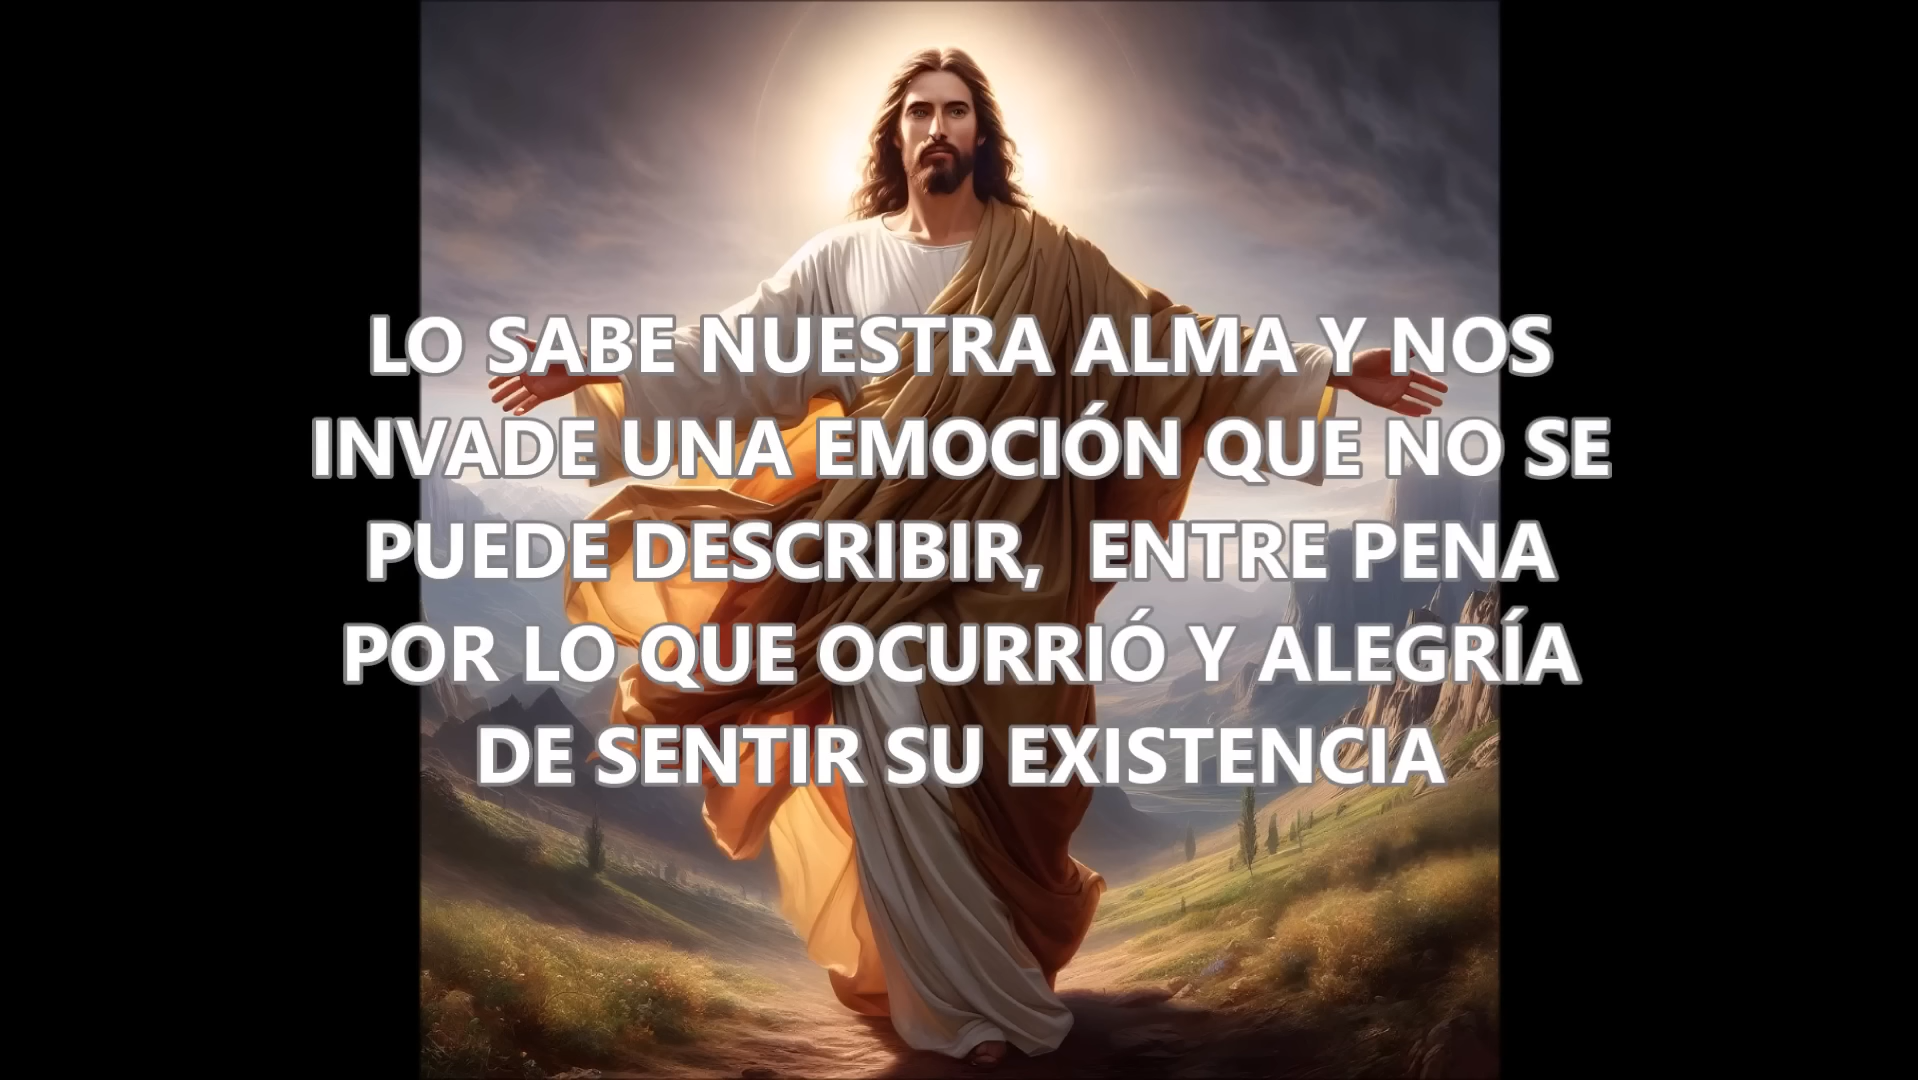 LO SABE NUESTRA ALMA Y NOS
INVADE UNA EMOCIÓN QUE NO SE
PUEDE DESCRIBIR,  ENTRE PENA
POR LO QUE OCURRIÓ Y ALEGRÍA
DE SENTIR SU EXISTENCIA